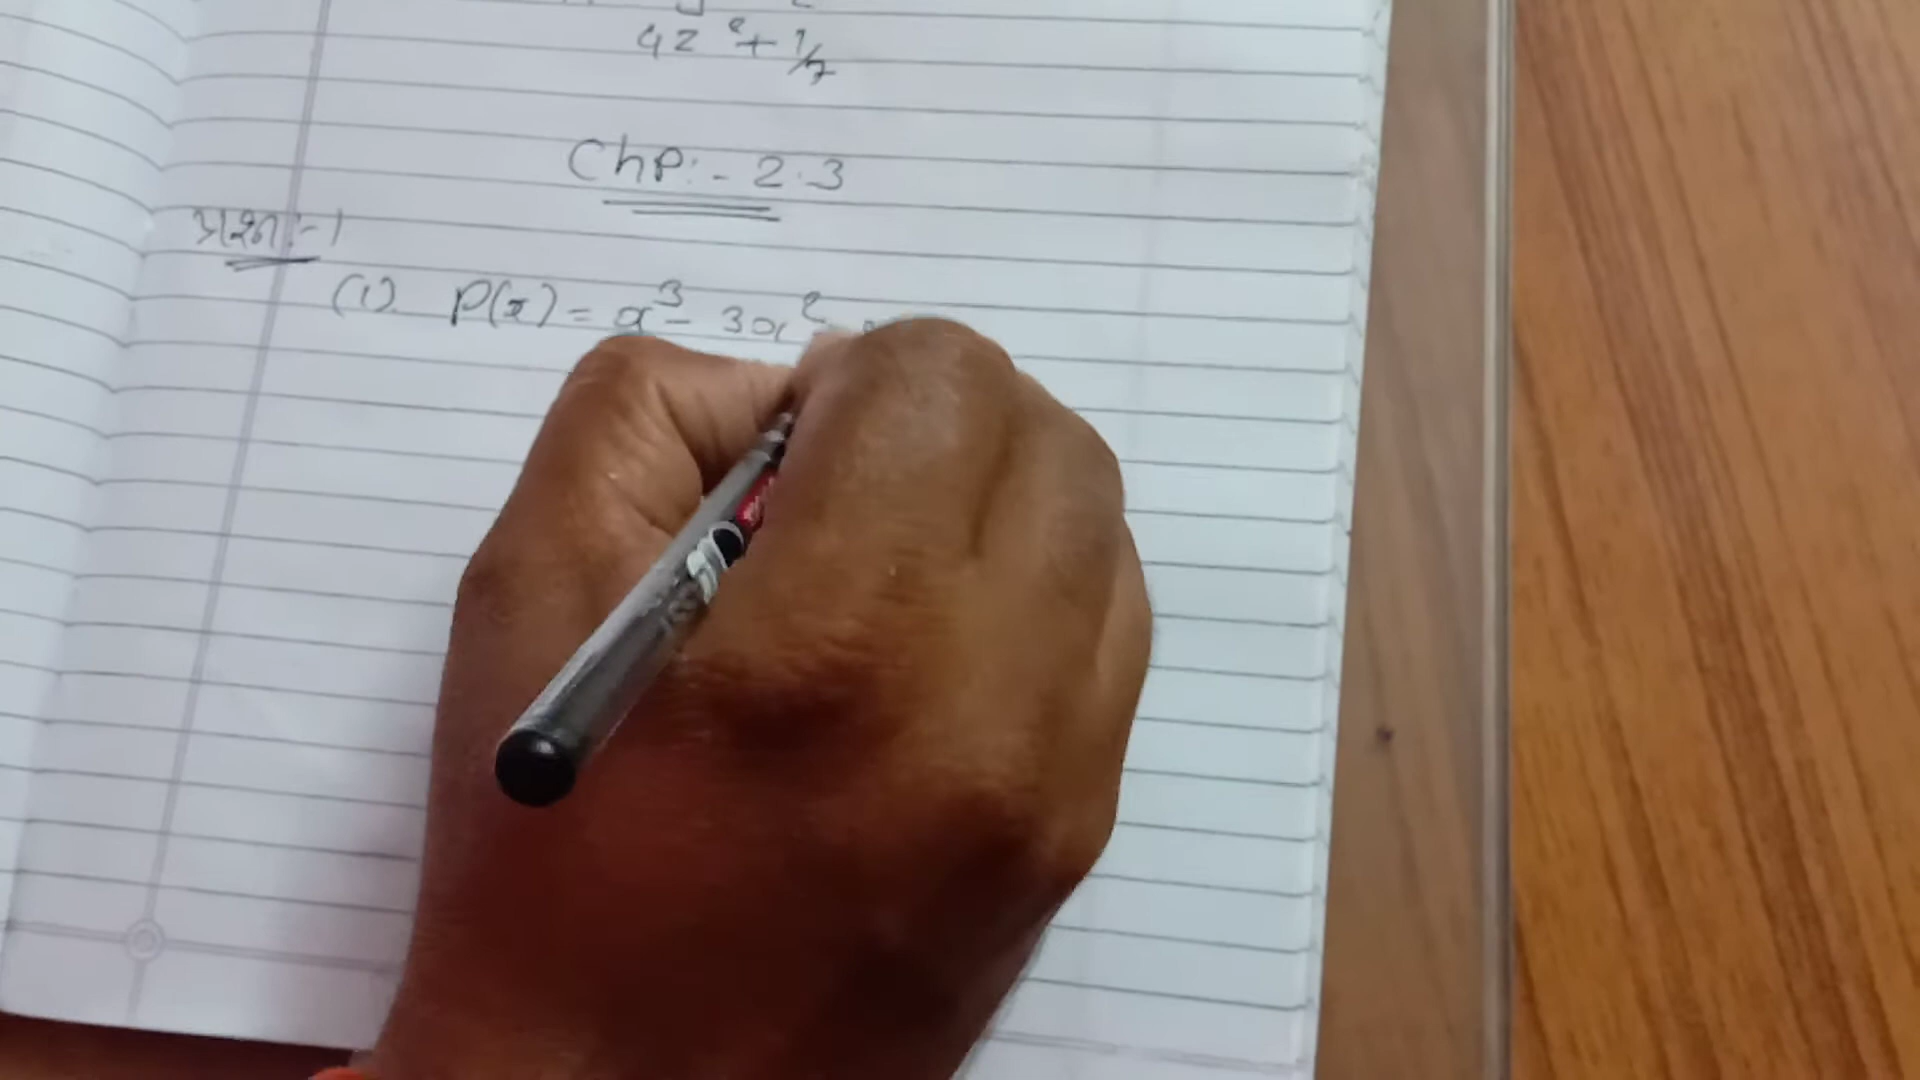 4z² + 1/7
Chp:- 2.3
प्रश्न:-1
(1). P(x) = x³ - 3x²